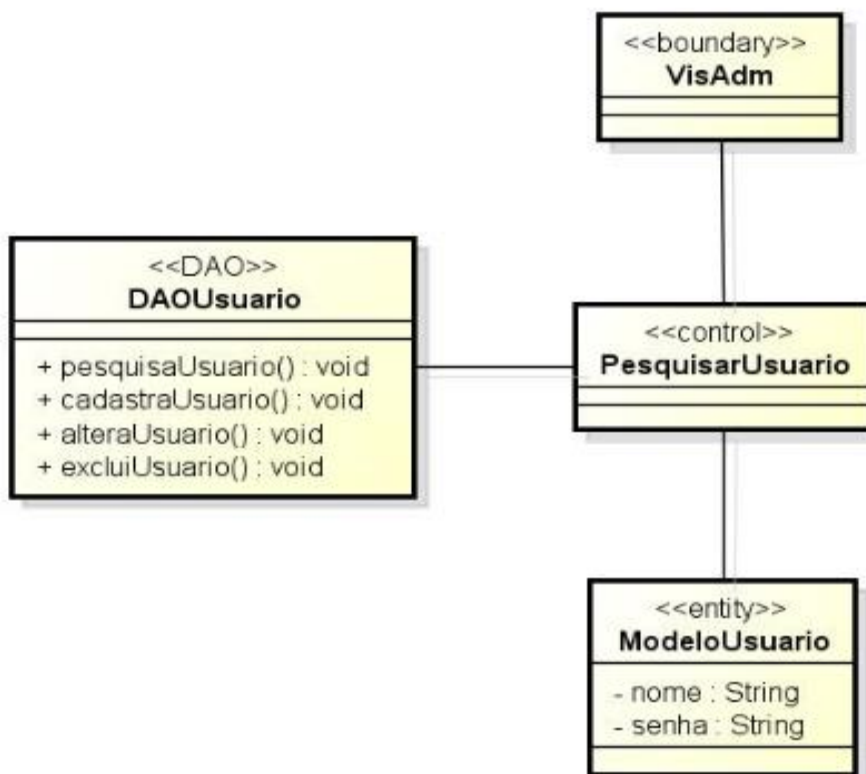 <<boundary>>
VisAdm
<<DAO>>
DAOUsuario
+ pesquisaUsuario() : void
+ cadastraUsuario() : void
+ alteraUsuario() : void
+ excluiUsuario() : void
<<control>>
PesquisarUsuario
<<entity>>
ModeloUsuario
- nome : String
- senha : String